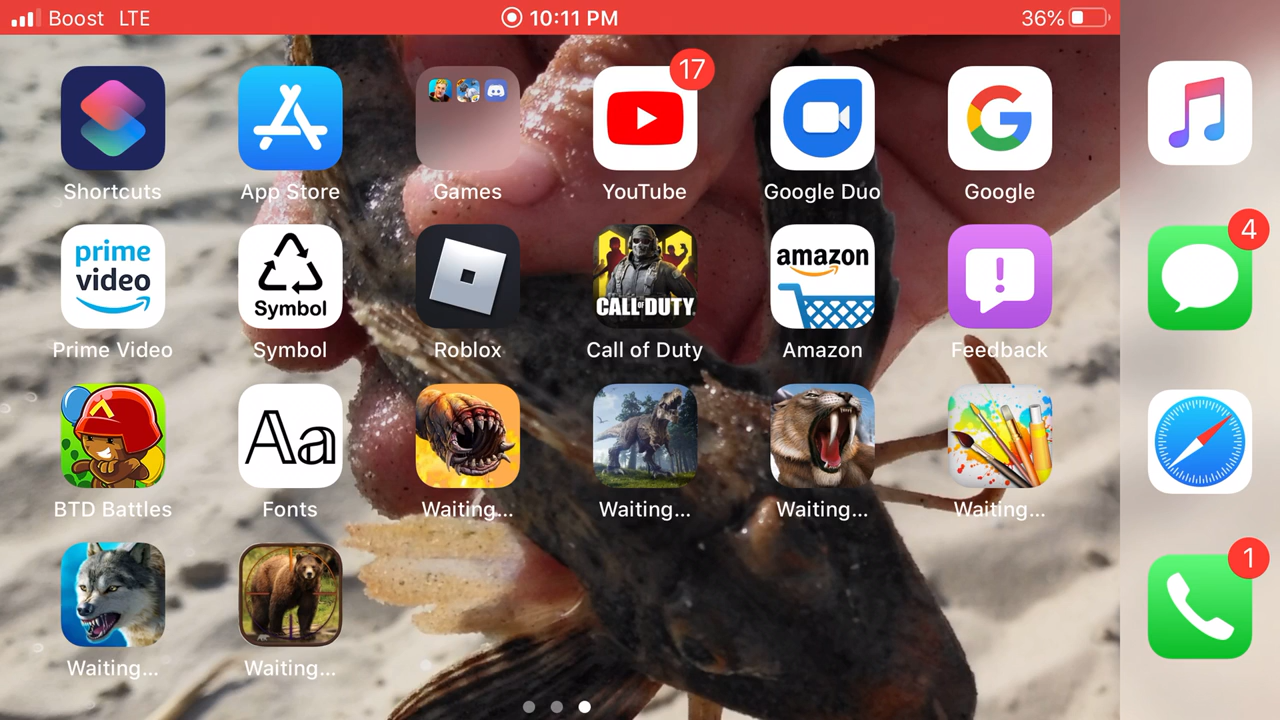 Boost LTE 10:11 PM 36%
17
Shortcuts App Store Games YouTube Google Duo Google
4
prime video
Symbol
CALL OF DUTY
amazon
Prime Video Symbol Roblox Call of Duty Amazon Feedback
Aa
BTD Battles Fonts Waiting... Waiting... Waiting... Waiting...
1
Waiting... Waiting...